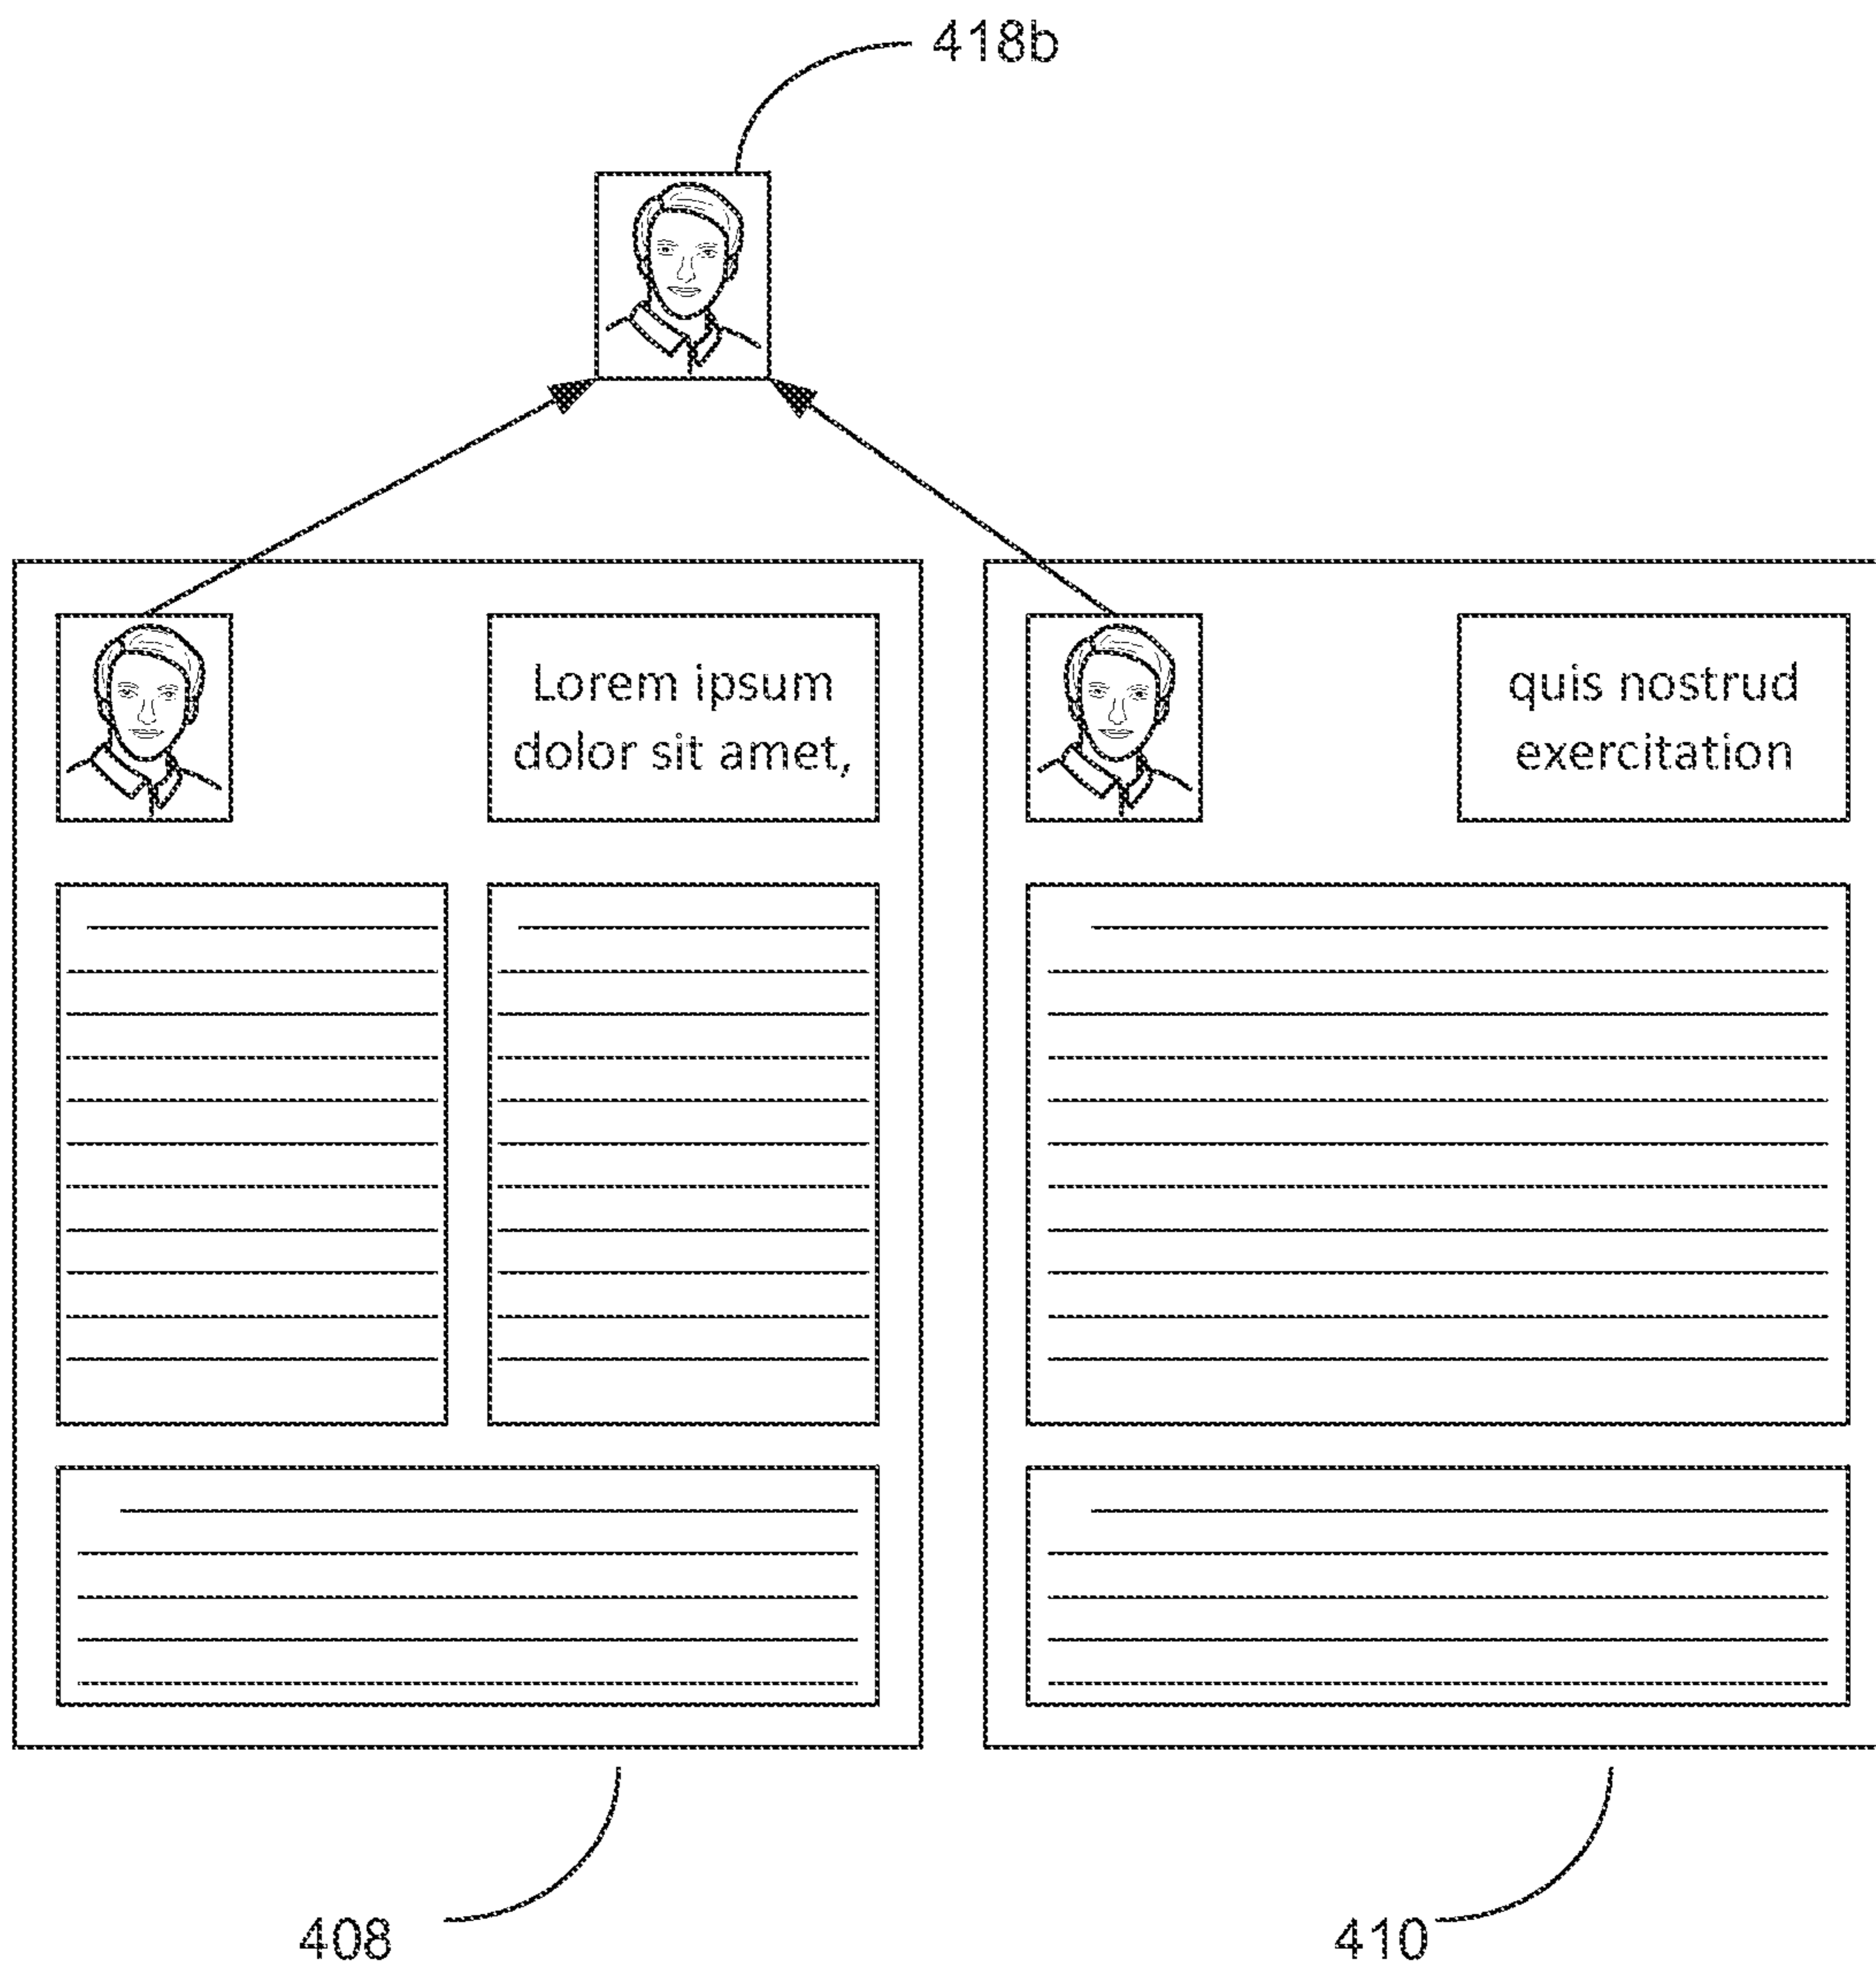 418b
Lorem ipsum
dolor sit amet,
quis nostrud
exercitation
408
410